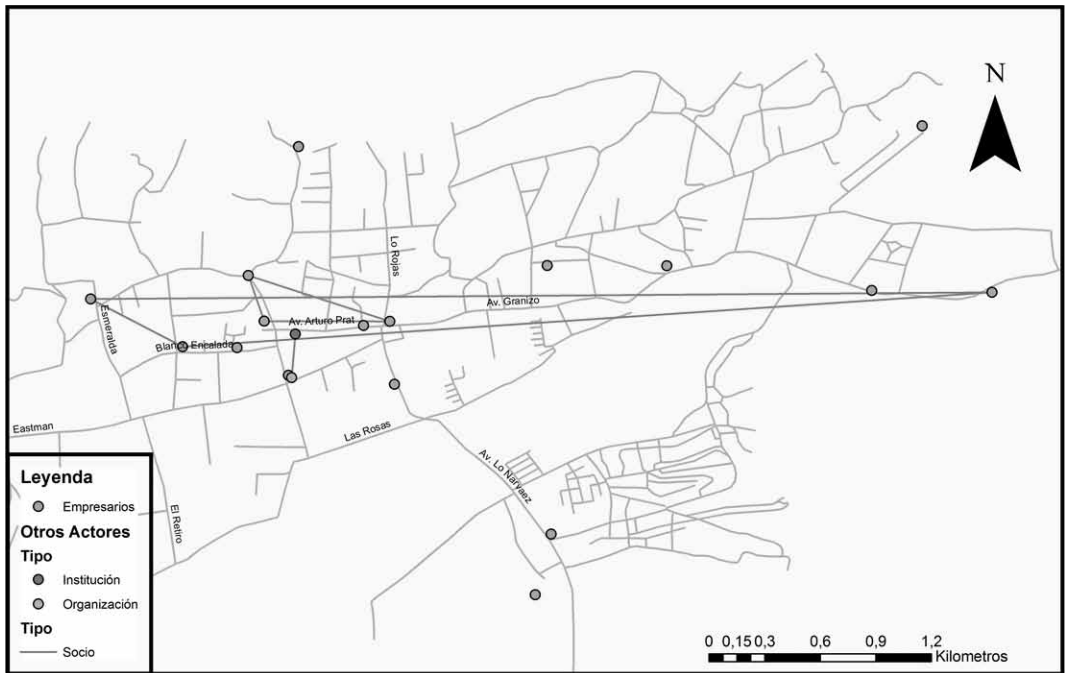 N
Lo Rojas
Av. Granizo
Av. Arturo Prat
Esmeralda
Blanco Encalada
Eastman
Las Rosas
Av. Lo Narvaez
El Retiro
Leyenda
Empresarios
Otros Actores
Tipo
Institución
Organización
Tipo
Socio
0 0,15 0,3 0,6 0,9 1,2
Kilometros